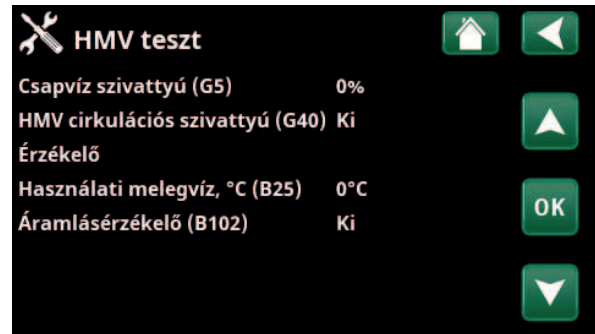 HMV teszt
Csapvíz szivattyú (G5) 0%
HMV cirkulációs szivattyú (G40) Ki
Érzékelő
Használati melegvíz, °C (B25) 0°C
Áramlásérzékelő (B102) Ki
OK